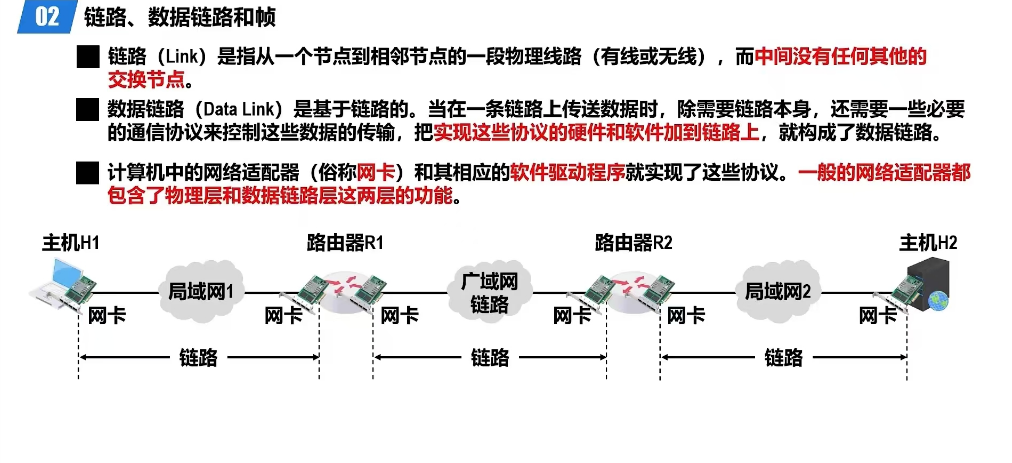 02 链路、数据链路和帧
链路（Link）是指从一个节点到相邻节点的一段物理线路（有线或无线），而中间没有任何其他的
交换节点。
数据链路（Data Link）是基于链路的。当在一条链路上传送数据时，除需要链路本身，还需要一些必要
的通信协议来控制这些数据的传输，把实现这些协议的硬件和软件加到链路上，就构成了数据链路。
计算机中的网络适配器（俗称网卡）和其相应的软件驱动程序就实现了这些协议。一般的网络适配器都
包含了物理层和数据链路层这两层的功能。
主机H1 路由器R1 路由器R2 主机H2
局域网1 广域网 局域网2
链路
网卡 网卡 网卡 网卡 网卡 网卡
链路 链路 链路